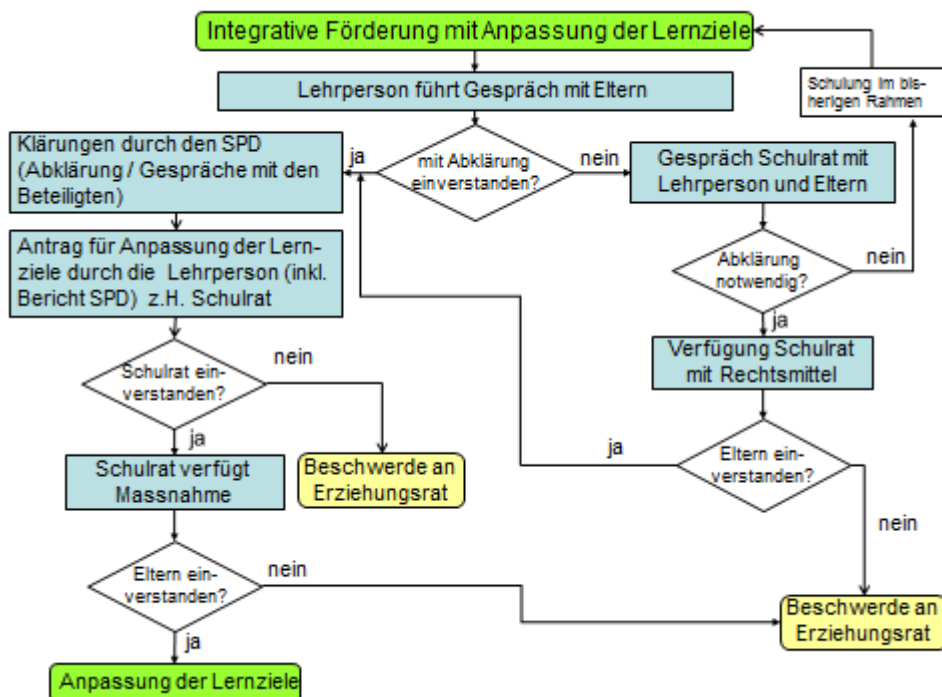 Integrative Förderung mit Anpassung der Lernziele
Lehrperson führt Gespräch mit Eltern
Schulung im bis-
herigen Rahmen
Klärungen durch den SPD
(Abklärung / Gespräche mit den
Beteiligten)
ja
mit Abklärung
einverstanden?
nein
Gespräch Schulrat mit
Lehrperson und Eltern
Antrag für Anpassung der Lern-
ziele durch die Lehrperson (inkl.
Bericht SPD) z.H. Schulrat
Abklärung
notwendig?
nein
ja
Verfügung Schulrat
mit Rechtsmittel
Schulrat ein-
verstanden?
nein
ja
Beschwerde an
Erziehungsrat
Schulrat verfügt
Massnahme
ja
Eltern ein-
verstanden?
nein
Eltern ein-
verstanden?
nein
Beschwerde an
Erziehungsrat
ja
Anpassung der Lernziele